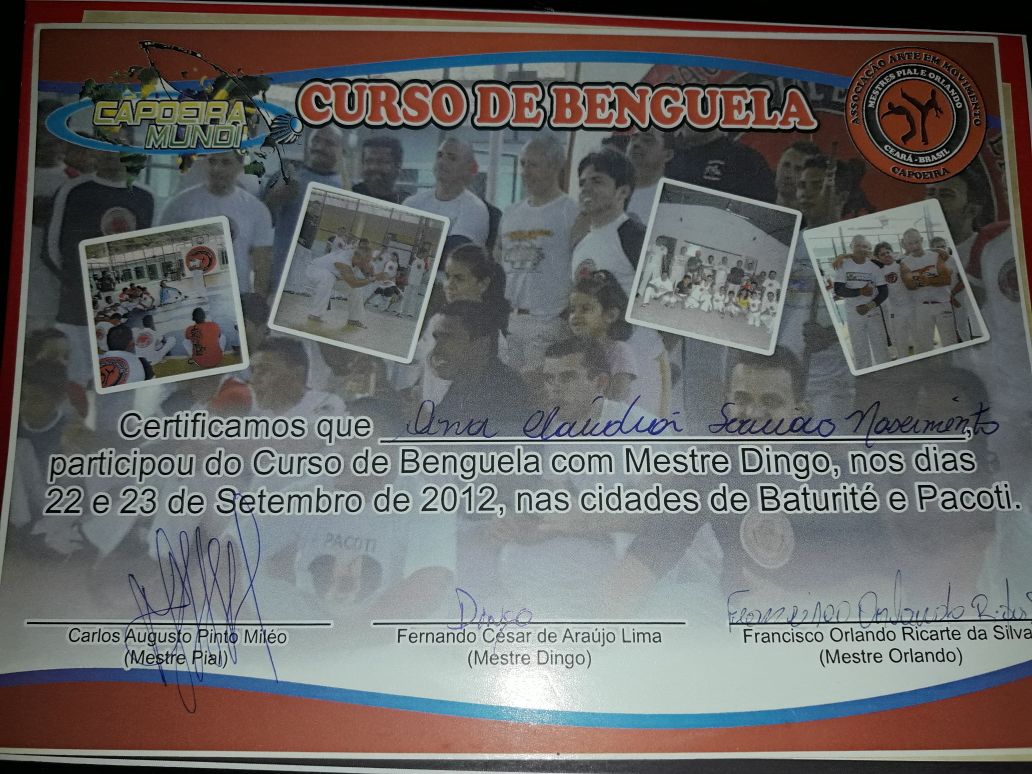 CAPOEIRA
MUNDI
CURSO DE BENGUELA
ASSOCIAÇÃO ARTE EM MOVIMENTO
MESTRES PIAL E ORLANDO
CEARÁ-BRASIL
CAPOEIRA
Certificamos que Ana Claúdia Nascimento,
participou do Curso de Benguela com Mestre Dingo, nos dias
22 e 23 de Setembro de 2012, nas cidades de Baturité e Pacoti.
PACOTI
Dingo Francisco Orlando
Carlos Augusto Pinto Miléo Fernando César de Araújo Lima Francisco Orlando Ricarte da Silva
(Mestre Pial) (Mestre Dingo) (Mestre Orlando)